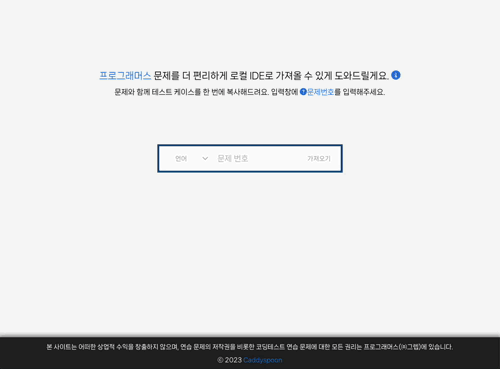 프로그래머스 문제를 더 편리하게 로컬 IDE로 가져올 수 있게 도와드릴게요.
문제와 함께 테스트 케이스를 한 번에 복사해드려요. 입력창에 문제번호를 입력해주세요.
언어 문제 번호 가져오기
본 사이트는 어떠한 상업적 수익을 창출하지 않으며, 연습 문제의 저작권을 비롯한 코딩테스트 연습 문제에 대한 모든 권리는 프로그래머스(㈜그렙)에 있습니다.
ⓒ 2023 Caddyspoon